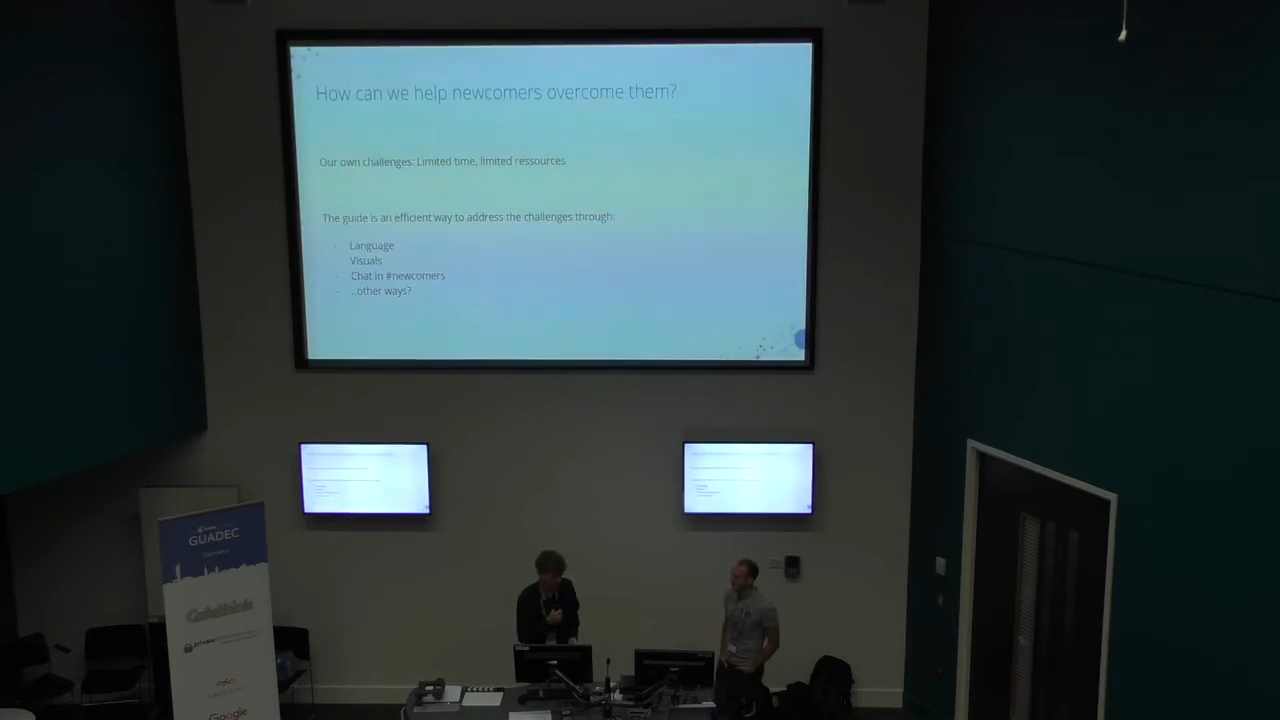 How can we help newcomers overcome them?
Our own challenges: Limited time, limited ressources
The guide is an efficient way to address the challenges through:
- Language
Visuals
- Chat in #newcomers
- ..other ways?
GUADEC
Codethink
Google